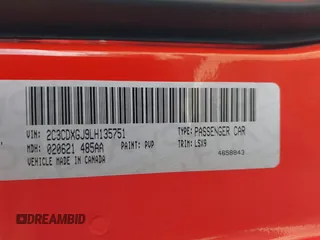 VIN: 2C3CDXGJ9LH135751 TYPE: PASSENGER CAR
MDH: 020621 485AA PAINT: PVP TRIM: LSX9
VEHICLE MADE IN CANADA 4858843
DREAMBID